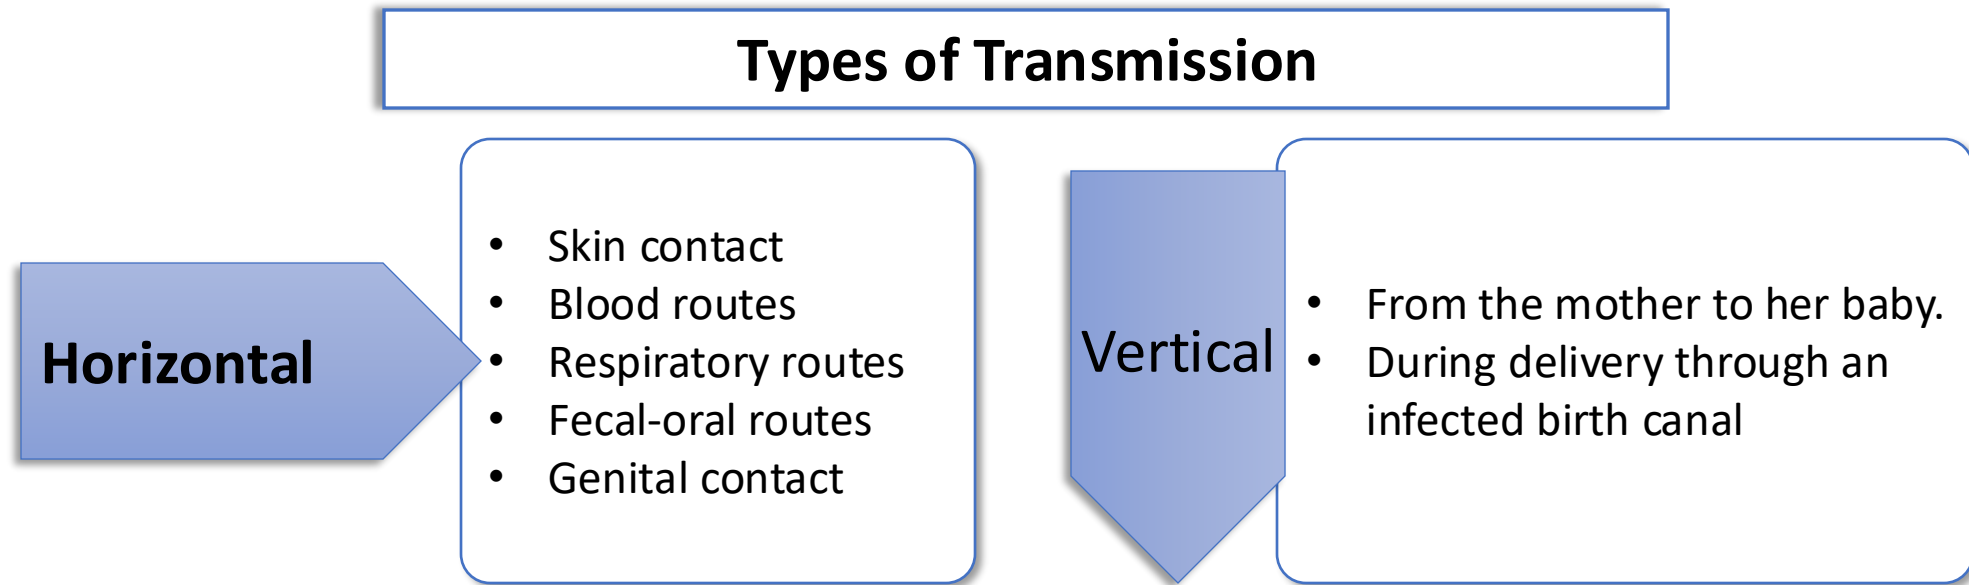 Types of Transmission
Horizontal
• Skin contact
• Blood routes
• Respiratory routes
• Fecal-oral routes
• Genital contact
Vertical
• From the mother to her baby.
• During delivery through an
infected birth canal